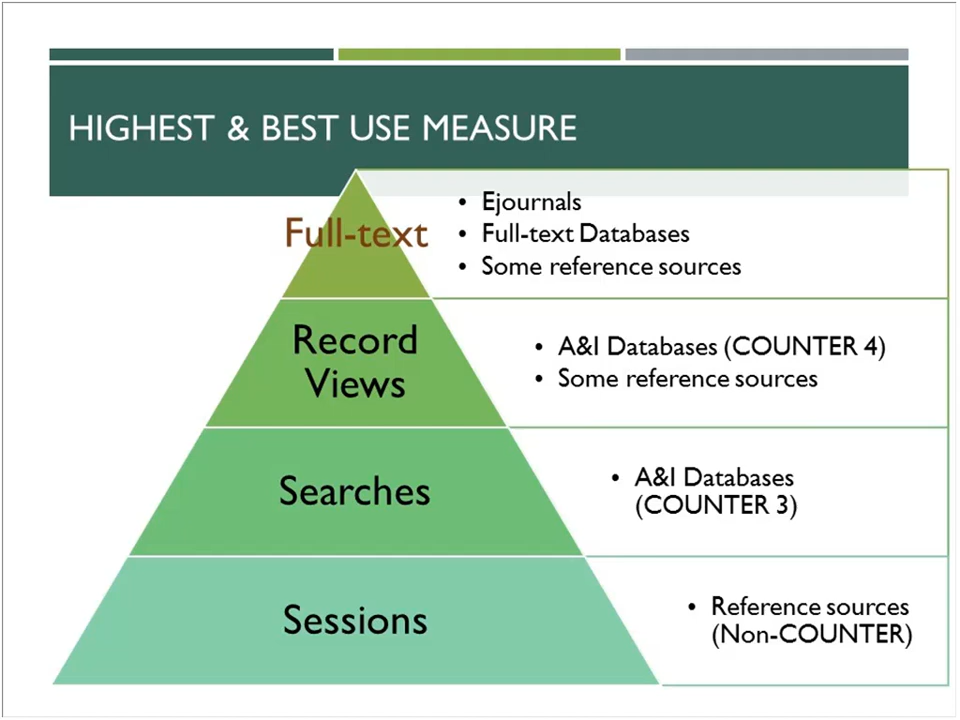 HIGHEST & BEST USE MEASURE
Full-text
• Ejournals
• Full-text Databases
• Some reference sources
Record
Views
• A&I Databases (COUNTER 4)
• Some reference sources
Searches
• A&I Databases
(COUNTER 3)
Sessions
• Reference sources
(Non-COUNTER)